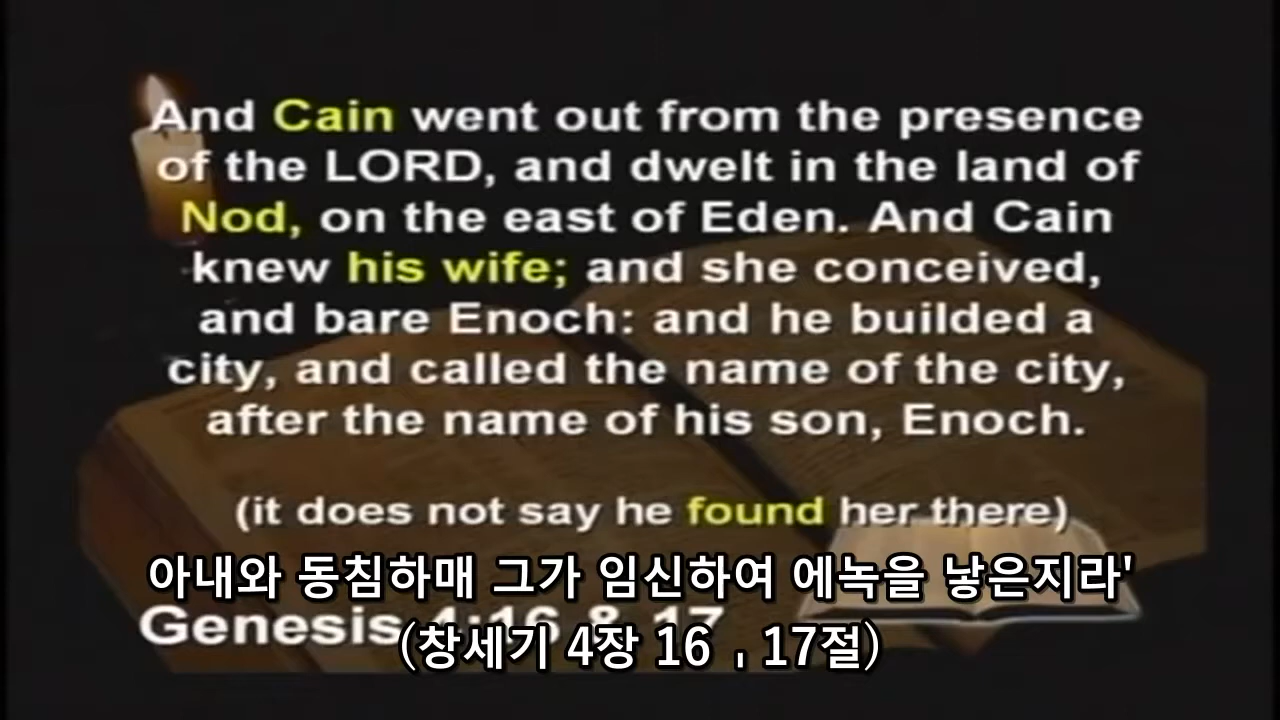 And Cain went out from the presence
of the LORD, and dwelt in the land of
Nod, on the east of Eden. And Cain
knew his wife; and she conceived,
and bare Enoch: and he builded a
city, and called the name of the city,
after the name of his son, Enoch.
(it does not say he found her there)
아내와 동침하매 그가 임신하여 에녹을 낳은지라'
Genesis 4:16 & 17
(창세기 4장 16 , 17절)